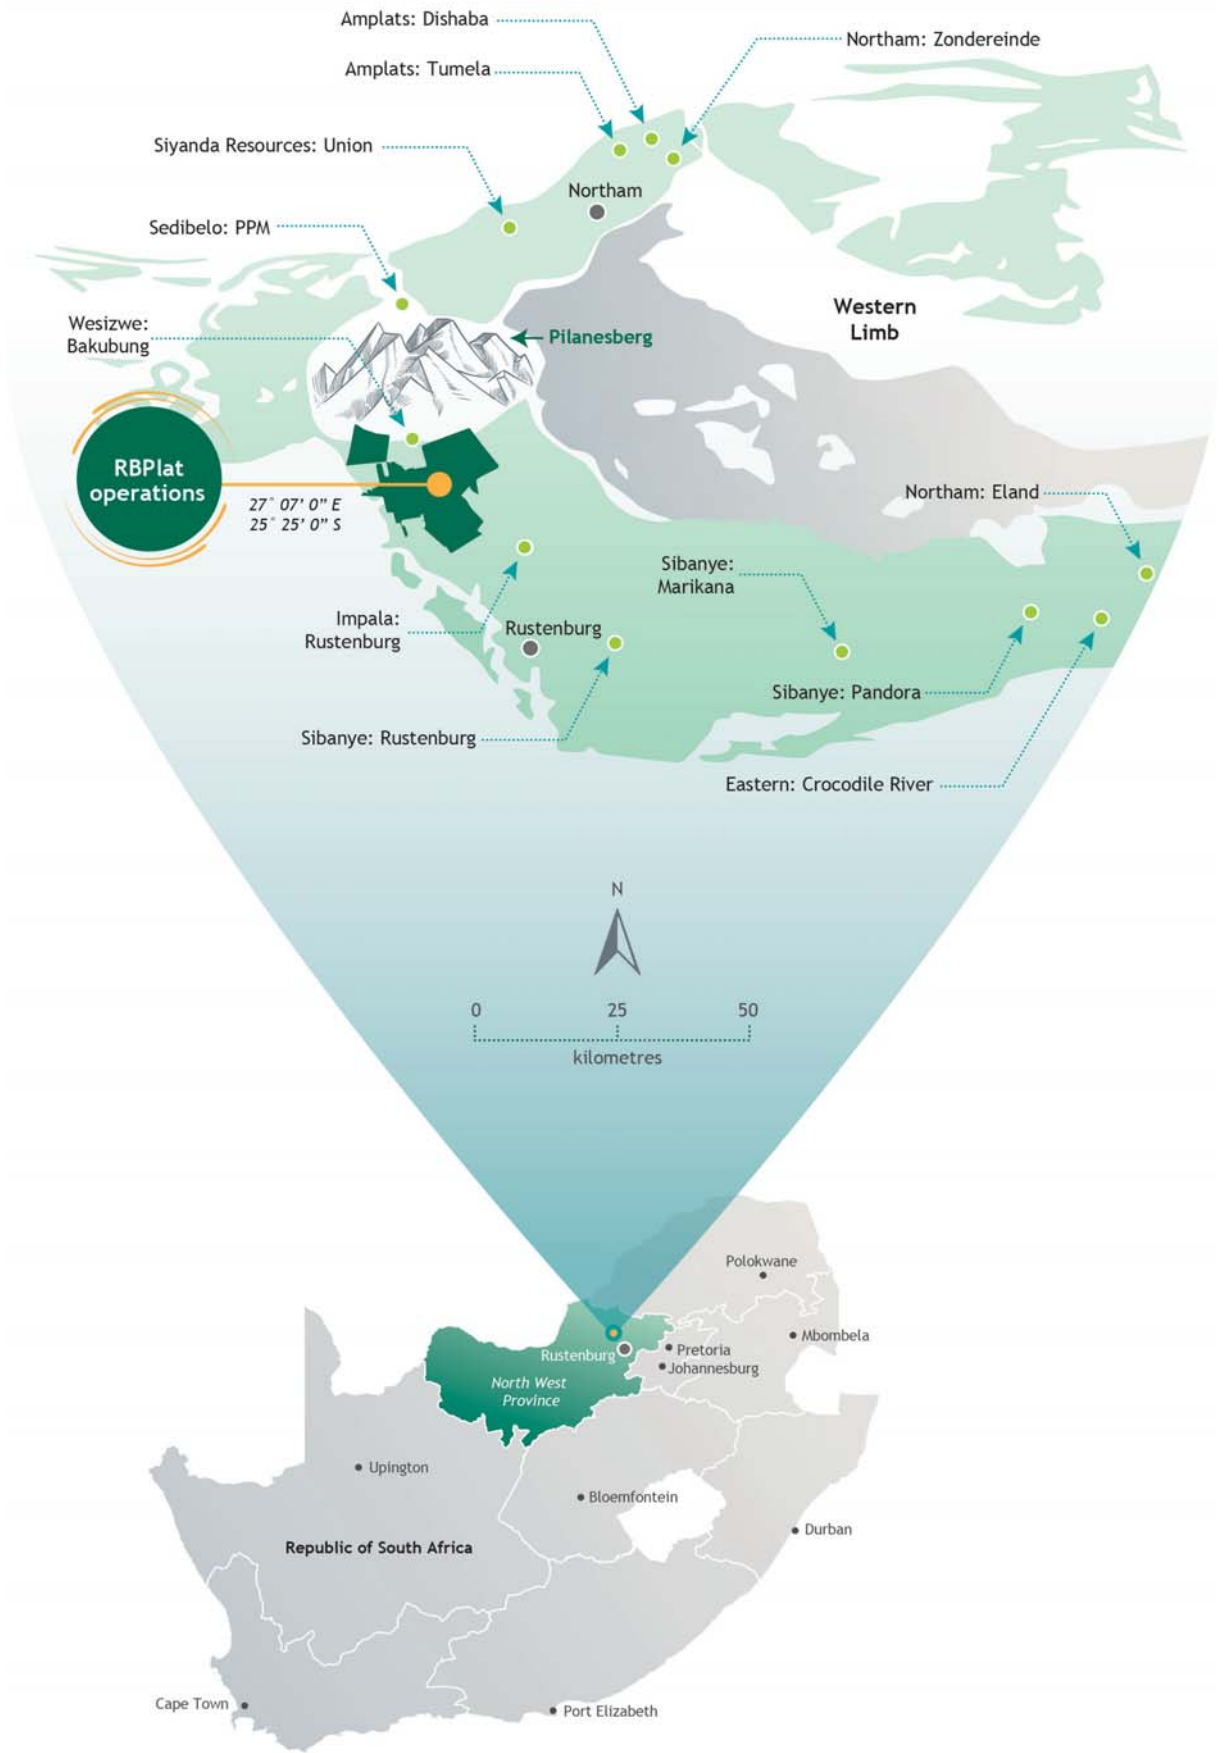 Amplats: Dishaba
Northam: Zondereinde
Amplats: Tumela
Siyanda Resources: Union
Northam
Sedibelo: PPM
Western
Limb
Wesizwe:
Bakubung
Pilanesberg
RBPlat
operations
27° 07’ 0” E
25° 25’ 0” S
Northam: Eland
Sibanye:
Marikana
Impala:
Rustenburg
Rustenburg
Sibanye: Pandora
Sibanye: Rustenburg
Eastern: Crocodile River
N
0 25 50
kilometres
Polokwane
Mbombela
Rustenburg
Pretoria
Johannesburg
North West
Province
Upington
Bloemfontein
Durban
Republic of South Africa
Cape Town
Port Elizabeth